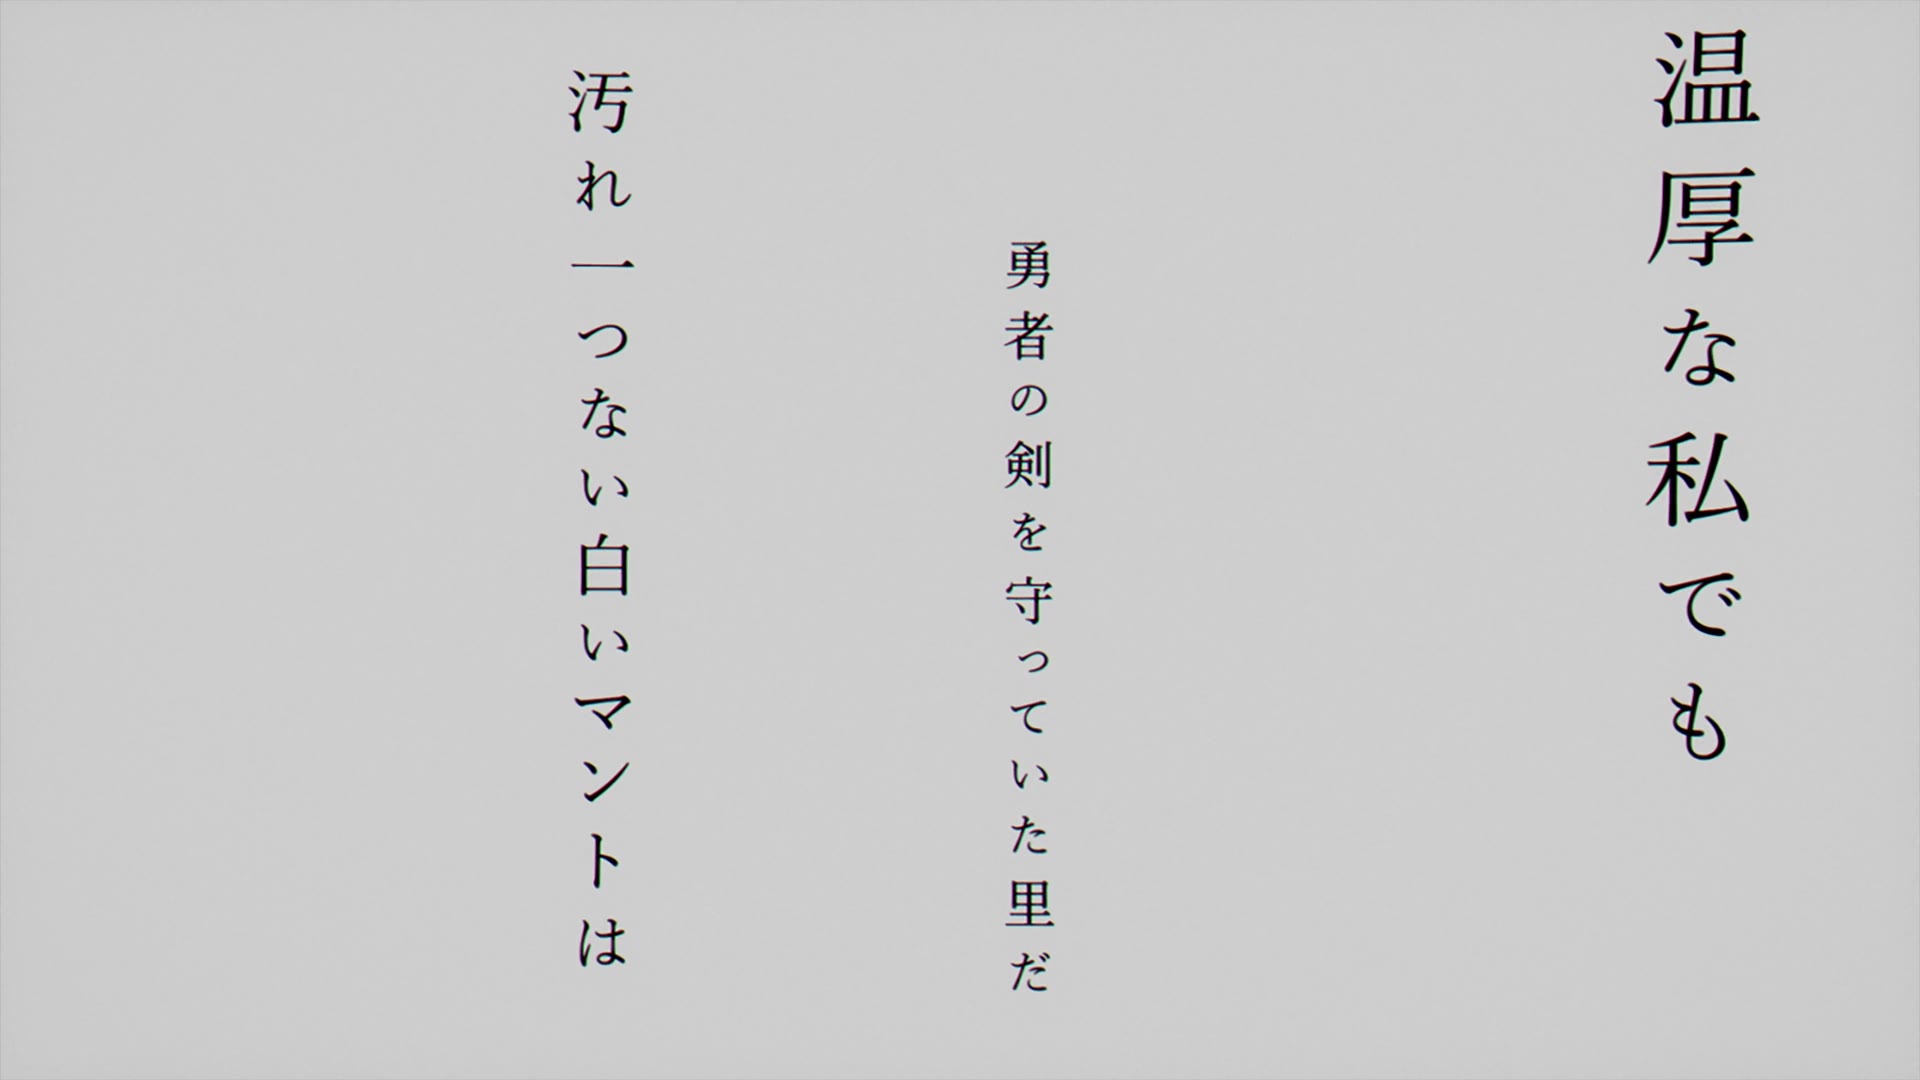 温厚な私でも
勇者の剣を守っていた里だ
汚れ一つない白いマントは